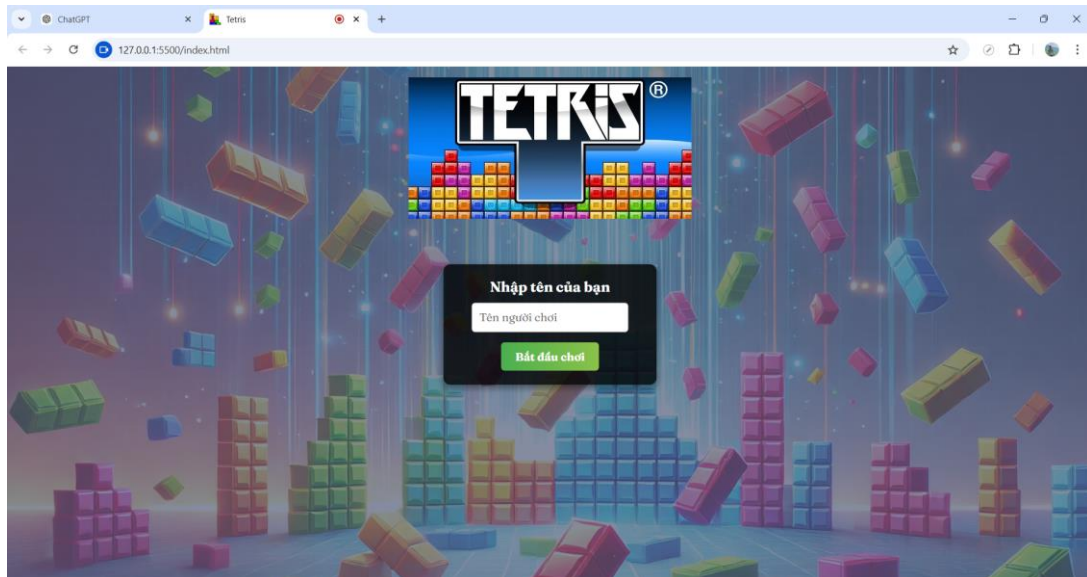 ChatGPT
Tetris
127.0.0.1:5500/index.html
TETRIS ®
Nhập tên của bạn
Tên người chơi
Bắt đầu chơi